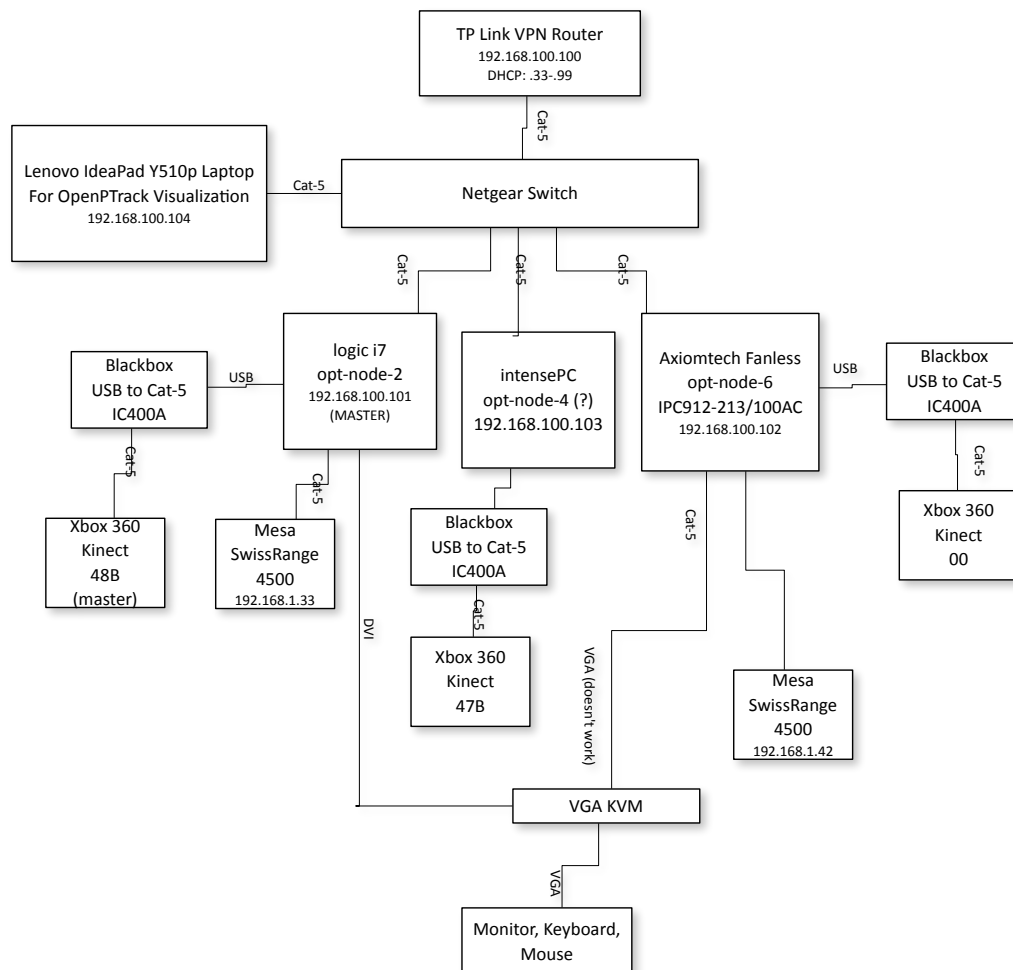 TP Link VPN Router
192.168.100.100
DHCP: .33-.99
Cat-5
Lenovo IdeaPad Y510p Laptop
For OpenPTrack Visualization
192.168.100.104
Cat-5
Netgear Switch
Cat-5
Cat-5
Cat-5
logic i7
opt-node-2
192.168.100.101
(MASTER)
intensePC
opt-node-4 (?)
192.168.100.103
Axiomtech Fanless
opt-node-6
IPC912-213/100AC
192.168.100.102
Blackbox
USB to Cat-5
IC400A
USB
USB
Blackbox
USB to Cat-5
IC400A
Cat-5
Cat-5
Cat-5
Cat-5
Xbox 360
Kinect
48B
(master)
Mesa
SwissRange
4500
192.168.1.33
Blackbox
USB to Cat-5
IC400A
Xbox 360
Kinect
00
Cat-5
DVI
Xbox 360
Kinect
47B
VGA (doesn't work)
Mesa
SwissRange
4500
192.168.1.42
VGA KVM
VGA
Monitor, Keyboard,
Mouse